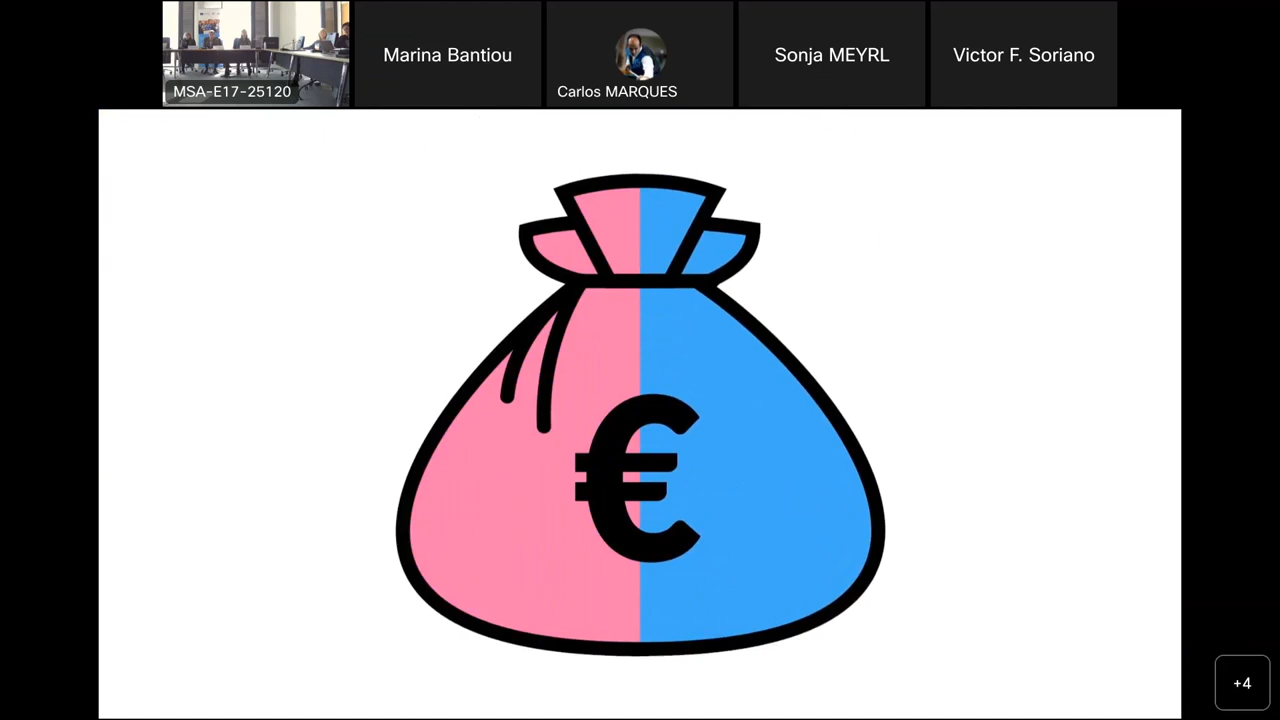 MSA-E17-25120
Marina Bantiou
Carlos MARQUES
Sonja MEYRL
Victor F. Soriano
€
+4